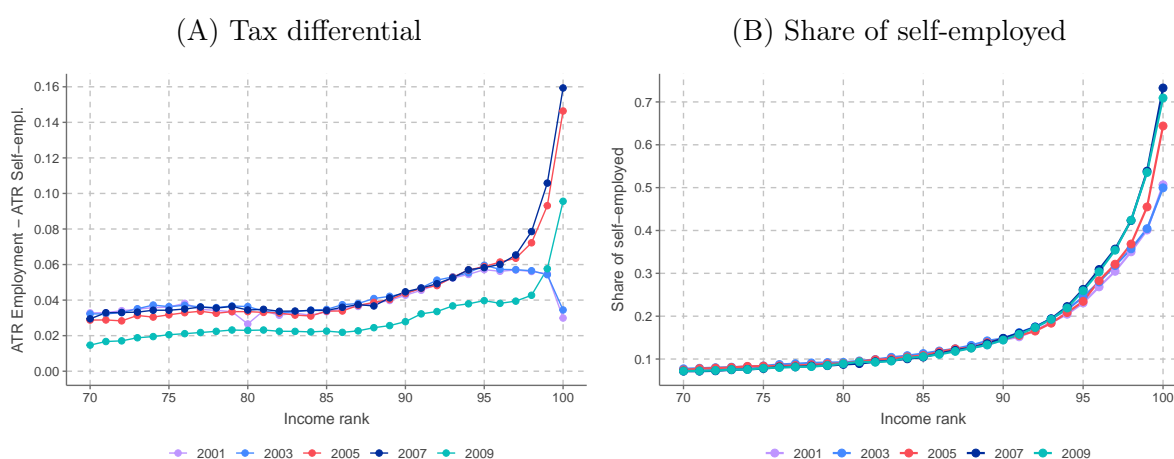 (A) Tax differential
ATR Employment − ATR Self-empl.
0.16
0.14
0.12
0.10
0.08
0.06
0.04
0.02
0.00
70 75 80 85 90 95 100
Income rank
2001 2003 2005 2007 2009
(B) Share of self-employed
Share of self-employed
0.7
0.6
0.5
0.4
0.3
0.2
0.1
70 75 80 85 90 95 100
Income rank
2001 2003 2005 2007 2009